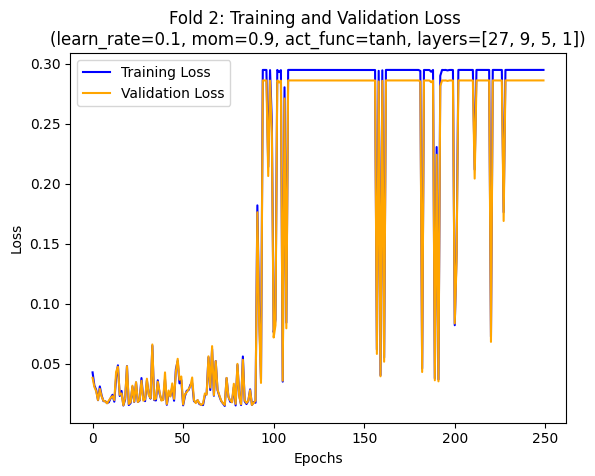 Fold 2: Training and Validation Loss
(learn_rate=0.1, mom=0.9, act_func=tanh, layers=[27, 9, 5, 1])
Training Loss
Validation Loss
0.30
0.25
0.20
0.15
0.10
0.05
Loss
0 50 100 150 200 250
Epochs